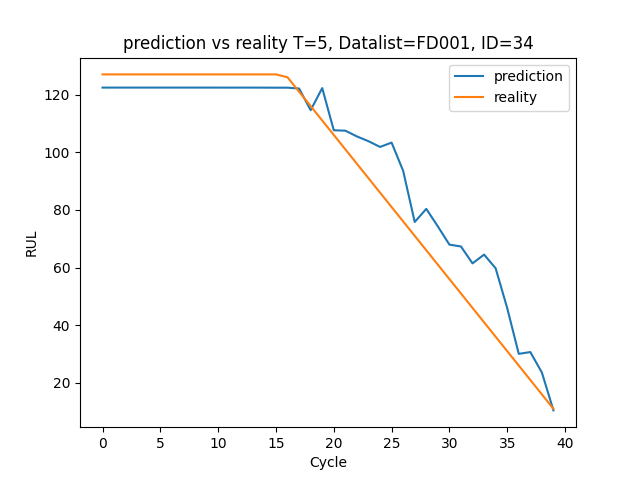 prediction vs reality T=5, Datalist=FD001, ID=34
prediction
reality
RUL
120
100
80
60
40
20
0 5 10 15 20 25 30 35 40
Cycle